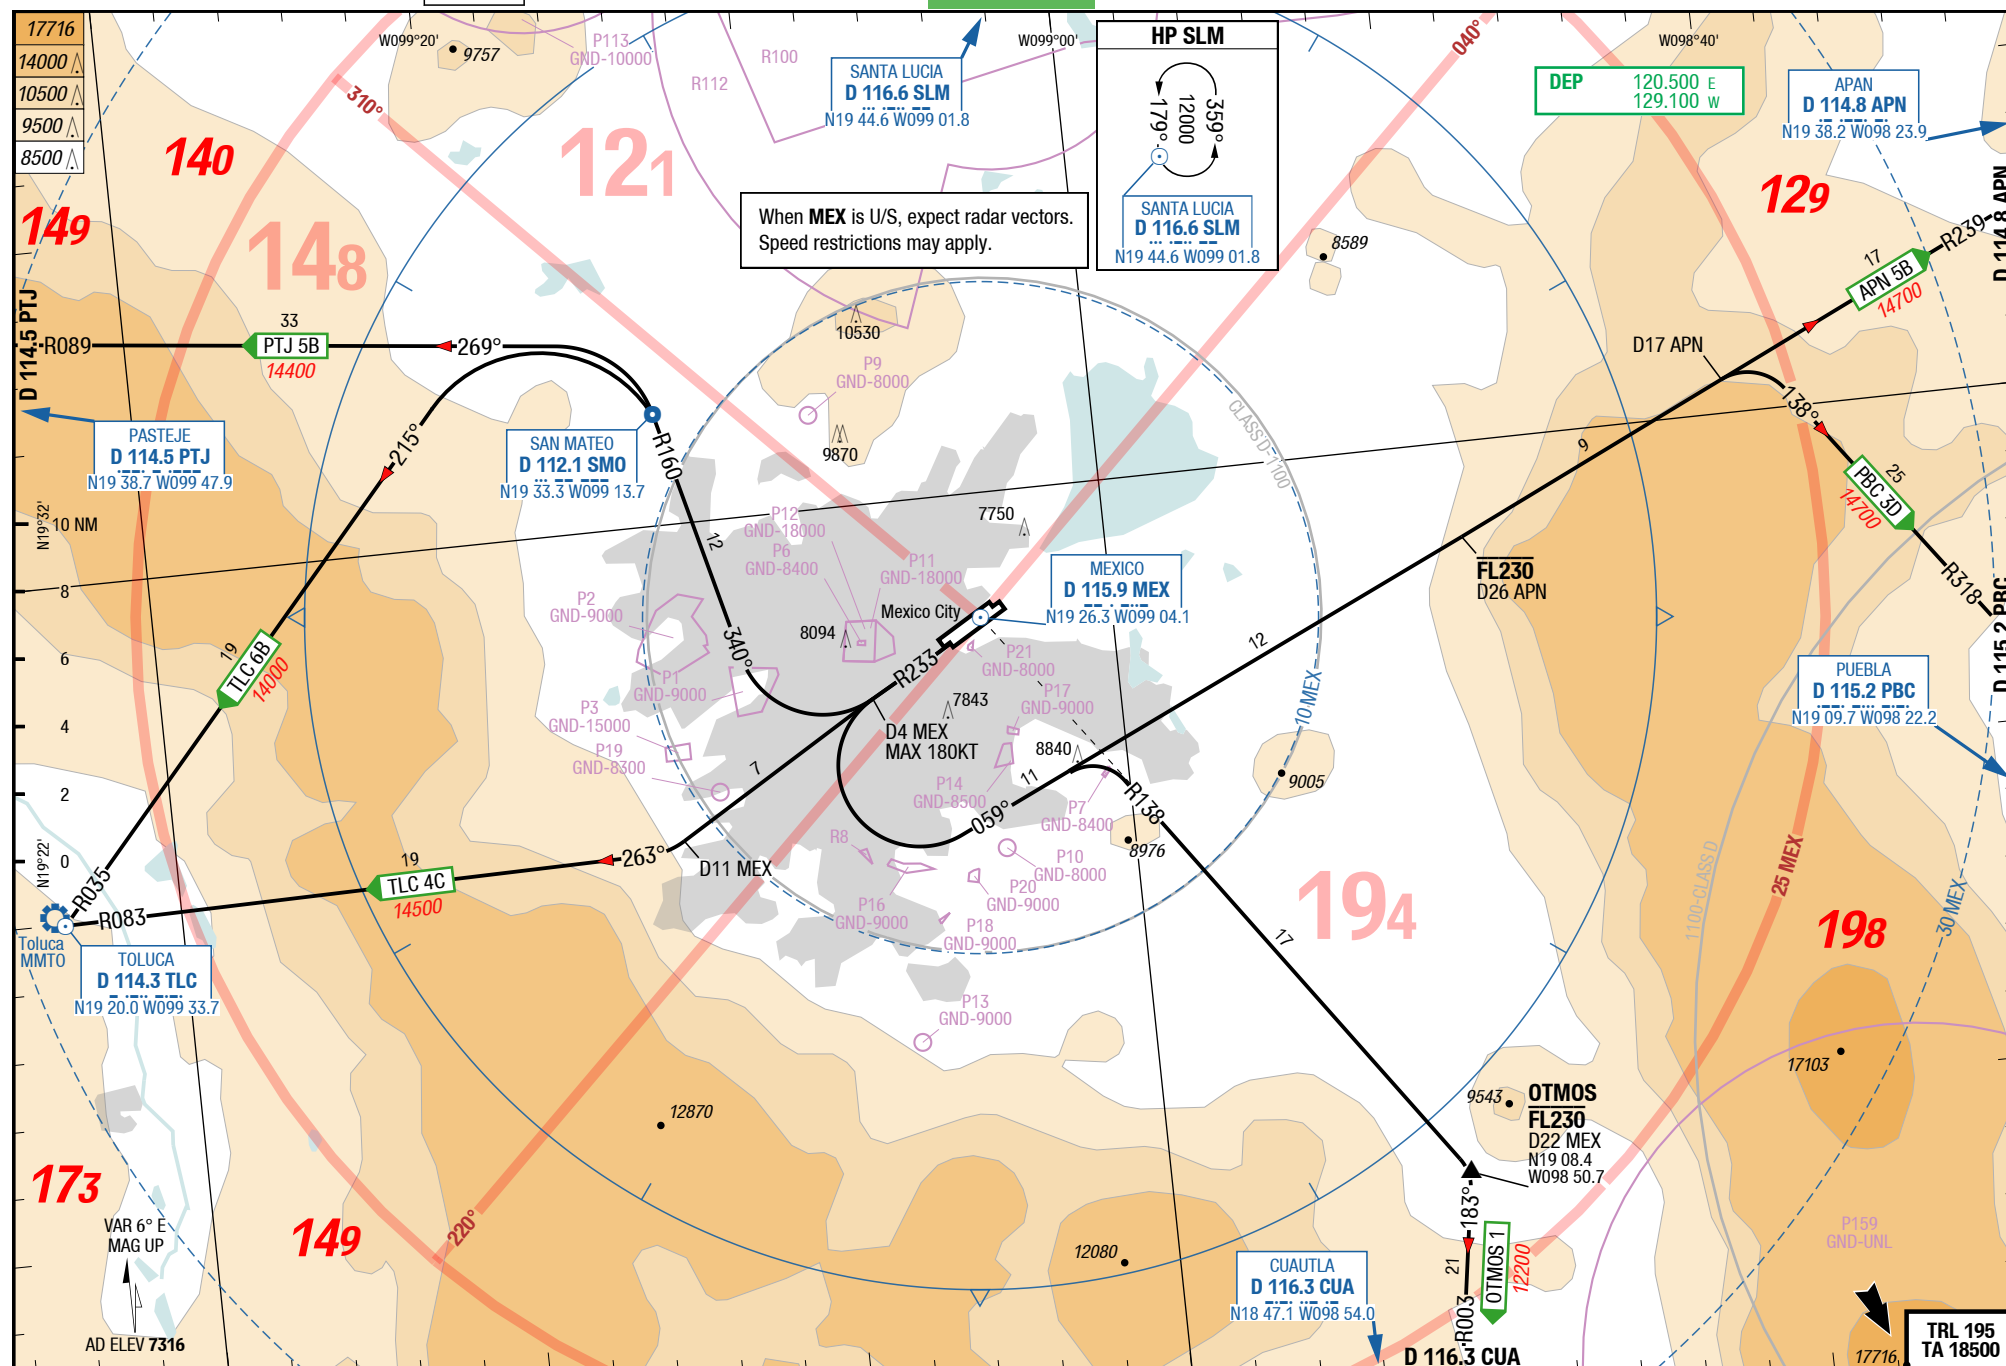 17716
14000
10500
9500
8500
W099°20'
9757
P113
GND-10000
R112
R100
SANTA LUCIA
D 116.6 SLM
N19 44.6 W099 01.8
W099°00'
HP SLM
179°
12000
359°
SANTA LUCIA
D 116.6 SLM
N19 44.6 W099 01.8
040°
W098°40'
DEP 120.500 E
129.100 W
APAN
D 114.8 APN
N19 38.2 W098 23.9
310°
140
121
149
148
129
When MEX is U/S, expect radar vectors.
Speed restrictions may apply.
8589
D 114.8 APN
R239
17
APN 5B
14700
D 114.5 PTJ
R089
33
PTJ 5B
14400
269°
10530
P9
GND-8000
D17 APN
138°
PASTEJE
D 114.5 PTJ
N19 38.7 W099 47.9
215°
SAN MATEO
D 112.1 SMO
N19 33.3 W099 13.7
R160
9870
CLASS D-1100
9
25
PBC 3D
14700
N19°32'
10 NM
8
6
4
2
0
N19°22'
12
P12
GND-18000
P6
GND-8400
P11
GND-18000
7750
MEXICO
D 115.9 MEX
N19 26.3 W099 04.1
FL230
D26 APN
R318
D 115.2 PBC
P2
GND-9000
8094
Mexico City
340°
R233
P21
GND-8000
12
19
TLC 6B
14000
P1
GND-9000
P3
GND-15000
P19
GND-8300
7843
P17
GND-9000
D4 MEX
MAX 180KT
8840
10 MEX
PUEBLA
D 115.2 PBC
N19 09.7 W098 22.2
7
P14
GND-8500
11
059°
P7
GND-8400
R138
9005
8976
R8
D11 MEX
263°
19
TLC 4C
14500
R035
R083
P10
GND-8000
P20
GND-9000
P16
GND-9000
P18
GND-9000
194
1100-CLASS D
25 MEX
198
30 MEX
Toluca
MMTO
TOLUCA
D 114.3 TLC
N19 20.0 W099 33.7
17
P13
GND-9000
17103
12870
9543
OTMOS
FL230
D22 MEX
N19 08.4
W098 50.7
173
149
220°
183°
VAR 6° E
MAG UP
12080
CUAUTLA
D 116.3 CUA
N18 47.1 W098 54.0
21
OTMOS 1
12200
R003
D 116.3 CUA
P159
GND-UNL
AD ELEV 7316
17716
TRL 195
TA 18500